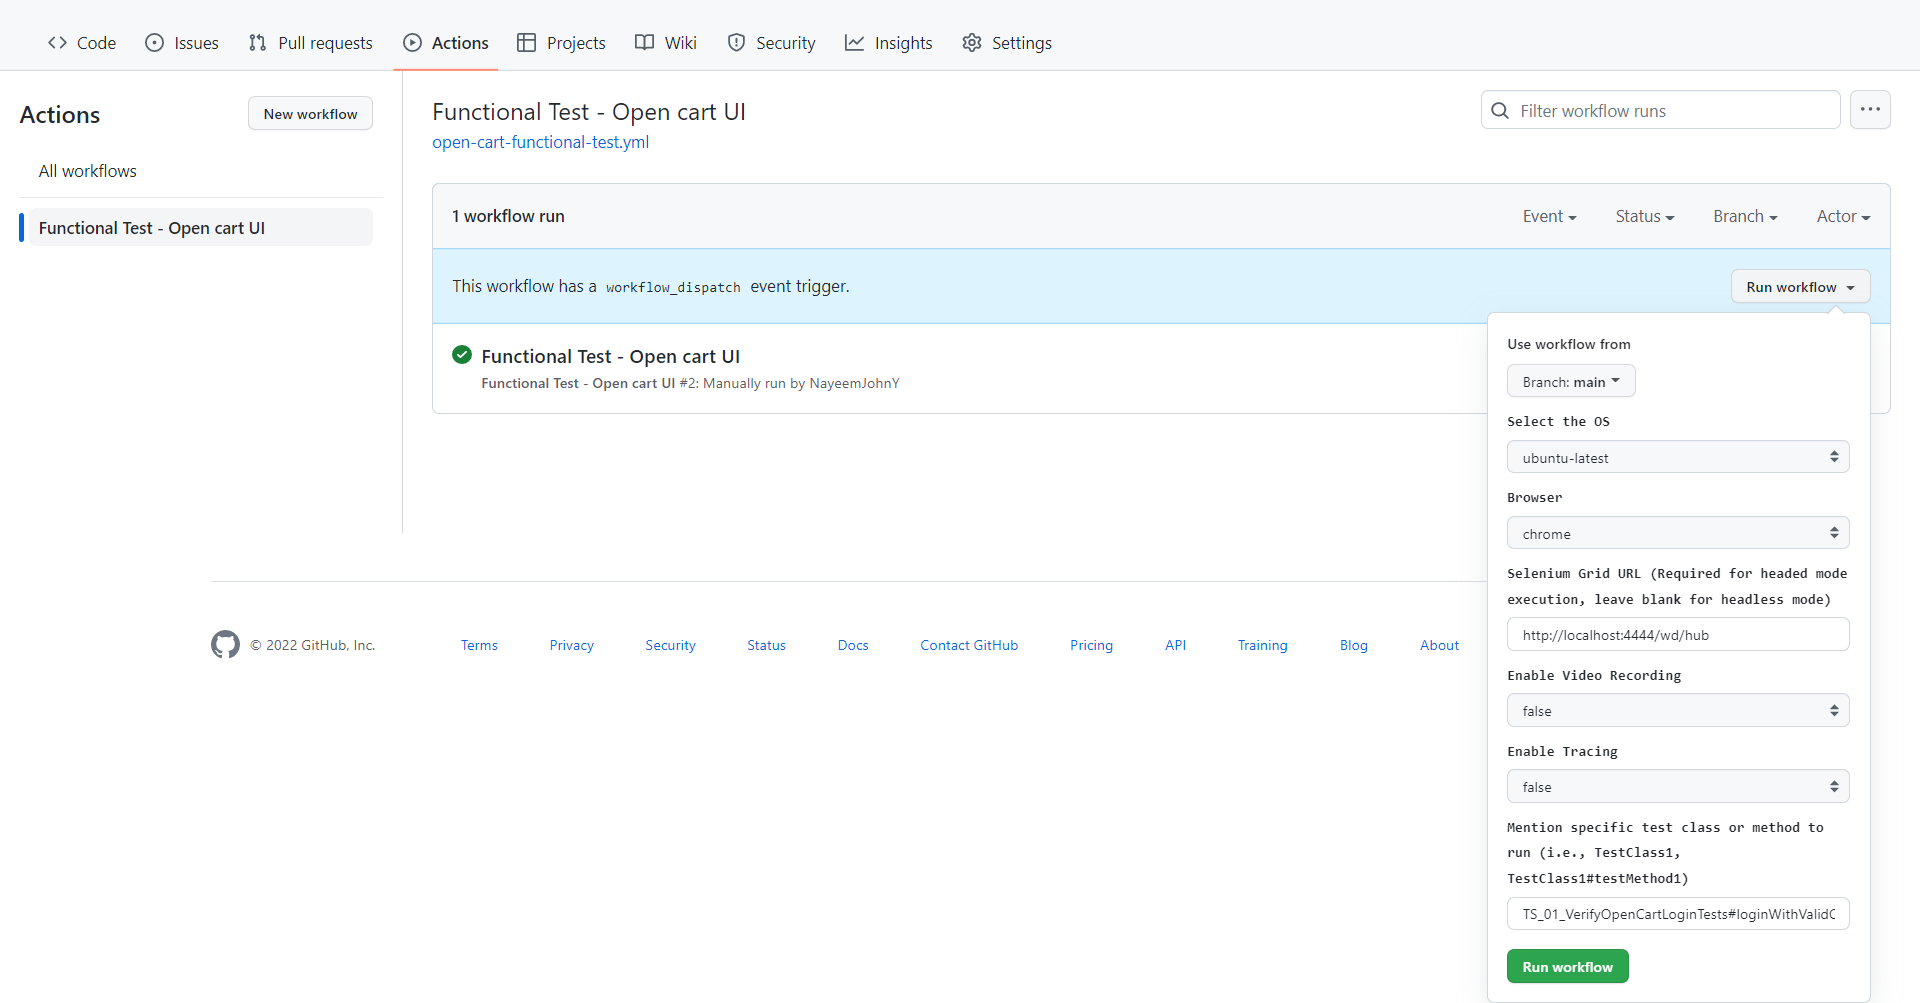 Code Issues Pull requests Actions Projects Wiki Security Insights Settings
Actions
New workflow
All workflows
Functional Test - Open cart UI
Functional Test - Open cart UI
open-cart-functional-test.yml
Filter workflow runs
1 workflow run
Event Status Branch Actor
This workflow has a workflow_dispatch event trigger.
Run workflow
Functional Test - Open cart UI
Functional Test - Open cart UI #2: Manually run by NayeemJohnY
Use workflow from
Branch: main
Select the OS
ubuntu-latest
Browser
chrome
Selenium Grid URL (Required for headed mode
execution, leave blank for headless mode)
http://localhost:4444/wd/hub
Enable Video Recording
false
Enable Tracing
false
Mention specific test class or method to
run (i.e., TestClass1,
TestClass1#testMethod1)
TS_01_VerifyOpenCartLoginTests#loginWithValidC
Run workflow
© 2022 GitHub, Inc. Terms Privacy Security Status Docs Contact GitHub Pricing API Training Blog About